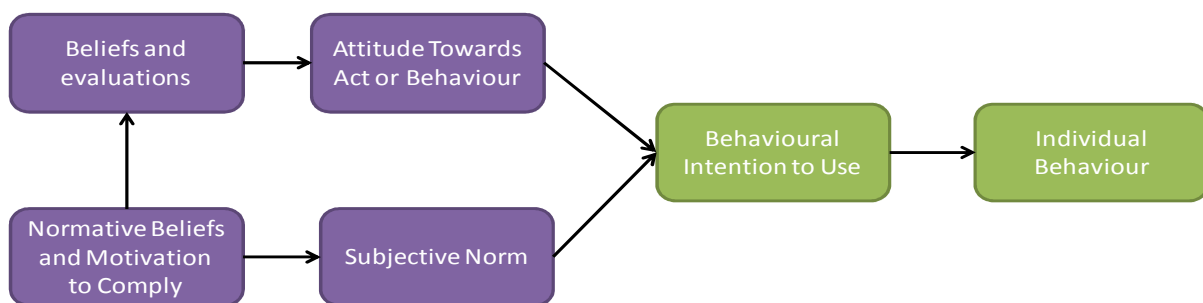 Beliefs and
evaluations
Attitude Towards
Act or Behaviour
Behavioural
Intention to Use
Individual
Behaviour
Normative Beliefs
and Motivation
to Comply
Subjective Norm